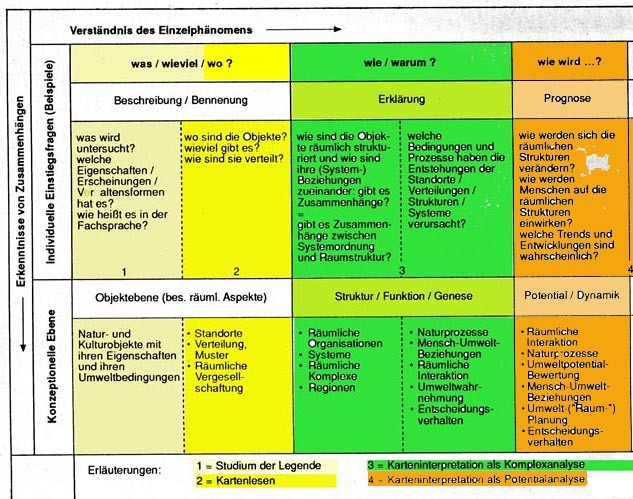 Verständnis des Einzelphänomens
Erkenntnisse von Zusammenhängen
Individuelle Einstiegsfragen (Beispiele)
was / wieviel / wo ?
wie / warum ?
wie wird ...?
Beschreibung / Bennenung
Erklärung
Prognose
was wird
untersucht?
welche
Eigenschaften /
Erscheinungen /
Ver altensformen
hat es?
wie heißt es in der
Fachsprache?
1
wo sind die Objekte?
wieviel gibt es?
wie sind sie verteilt?
2
wie sind die Objek-
te räumlich struktu-
riert und wie sind
ihre (System-)
Beziehungen
zueinander: gibt es
Zusammenhänge?
=
gibt es Zusammen-
hänge zwischen
Systemordnung
und Raumstruktur?
welche
Bedingungen und
Prozesse haben die
Entstehungen der
Standorte /
Verteilungen /
Strukturen /
Systeme
verursacht?
3
wie werden sich die
räumlichen
Strukturen
verändern?
wie werden
Menschen auf die
räumlichen
Strukturen
einwirken?
welche Trends und
Entwicklungen sind
wahrscheinlich?
4
Konzeptionelle Ebene
Objektebene (bes. räuml. Aspekte)
Struktur / Funktion / Genese
Potential / Dynamik
Natur- und
Kulturobjekte mit
ihren Eigenschaften
und ihren
Umweltbedingungen
• Standorte
• Verteilung,
Muster
• Räumliche
Vergesell-
schaftung
• Räumliche
Organisationen
• Systeme
• Räumliche
Komplexe
• Regionen
• Naturprozesse
• Mensch-Umwelt-
Beziehungen
• Räumliche
Interaktion
• Umweltwahr-
nehmung
• Entscheidungs-
verhalten
• Räumliche
Interaktion
• Naturprozesse
• Umweltpotential-
Bewertung
• Mensch-Umwelt-
Beziehungen
• Umwelt-("Raum-")
Planung
• Entscheidungs-
verhalten
Erläuterungen:
1 = Studium der Legende
2 = Kartenlesen
3 = Karteninterpretation als Komplexanalyse
4 - Karteninterpretation als Potentialanalyse.